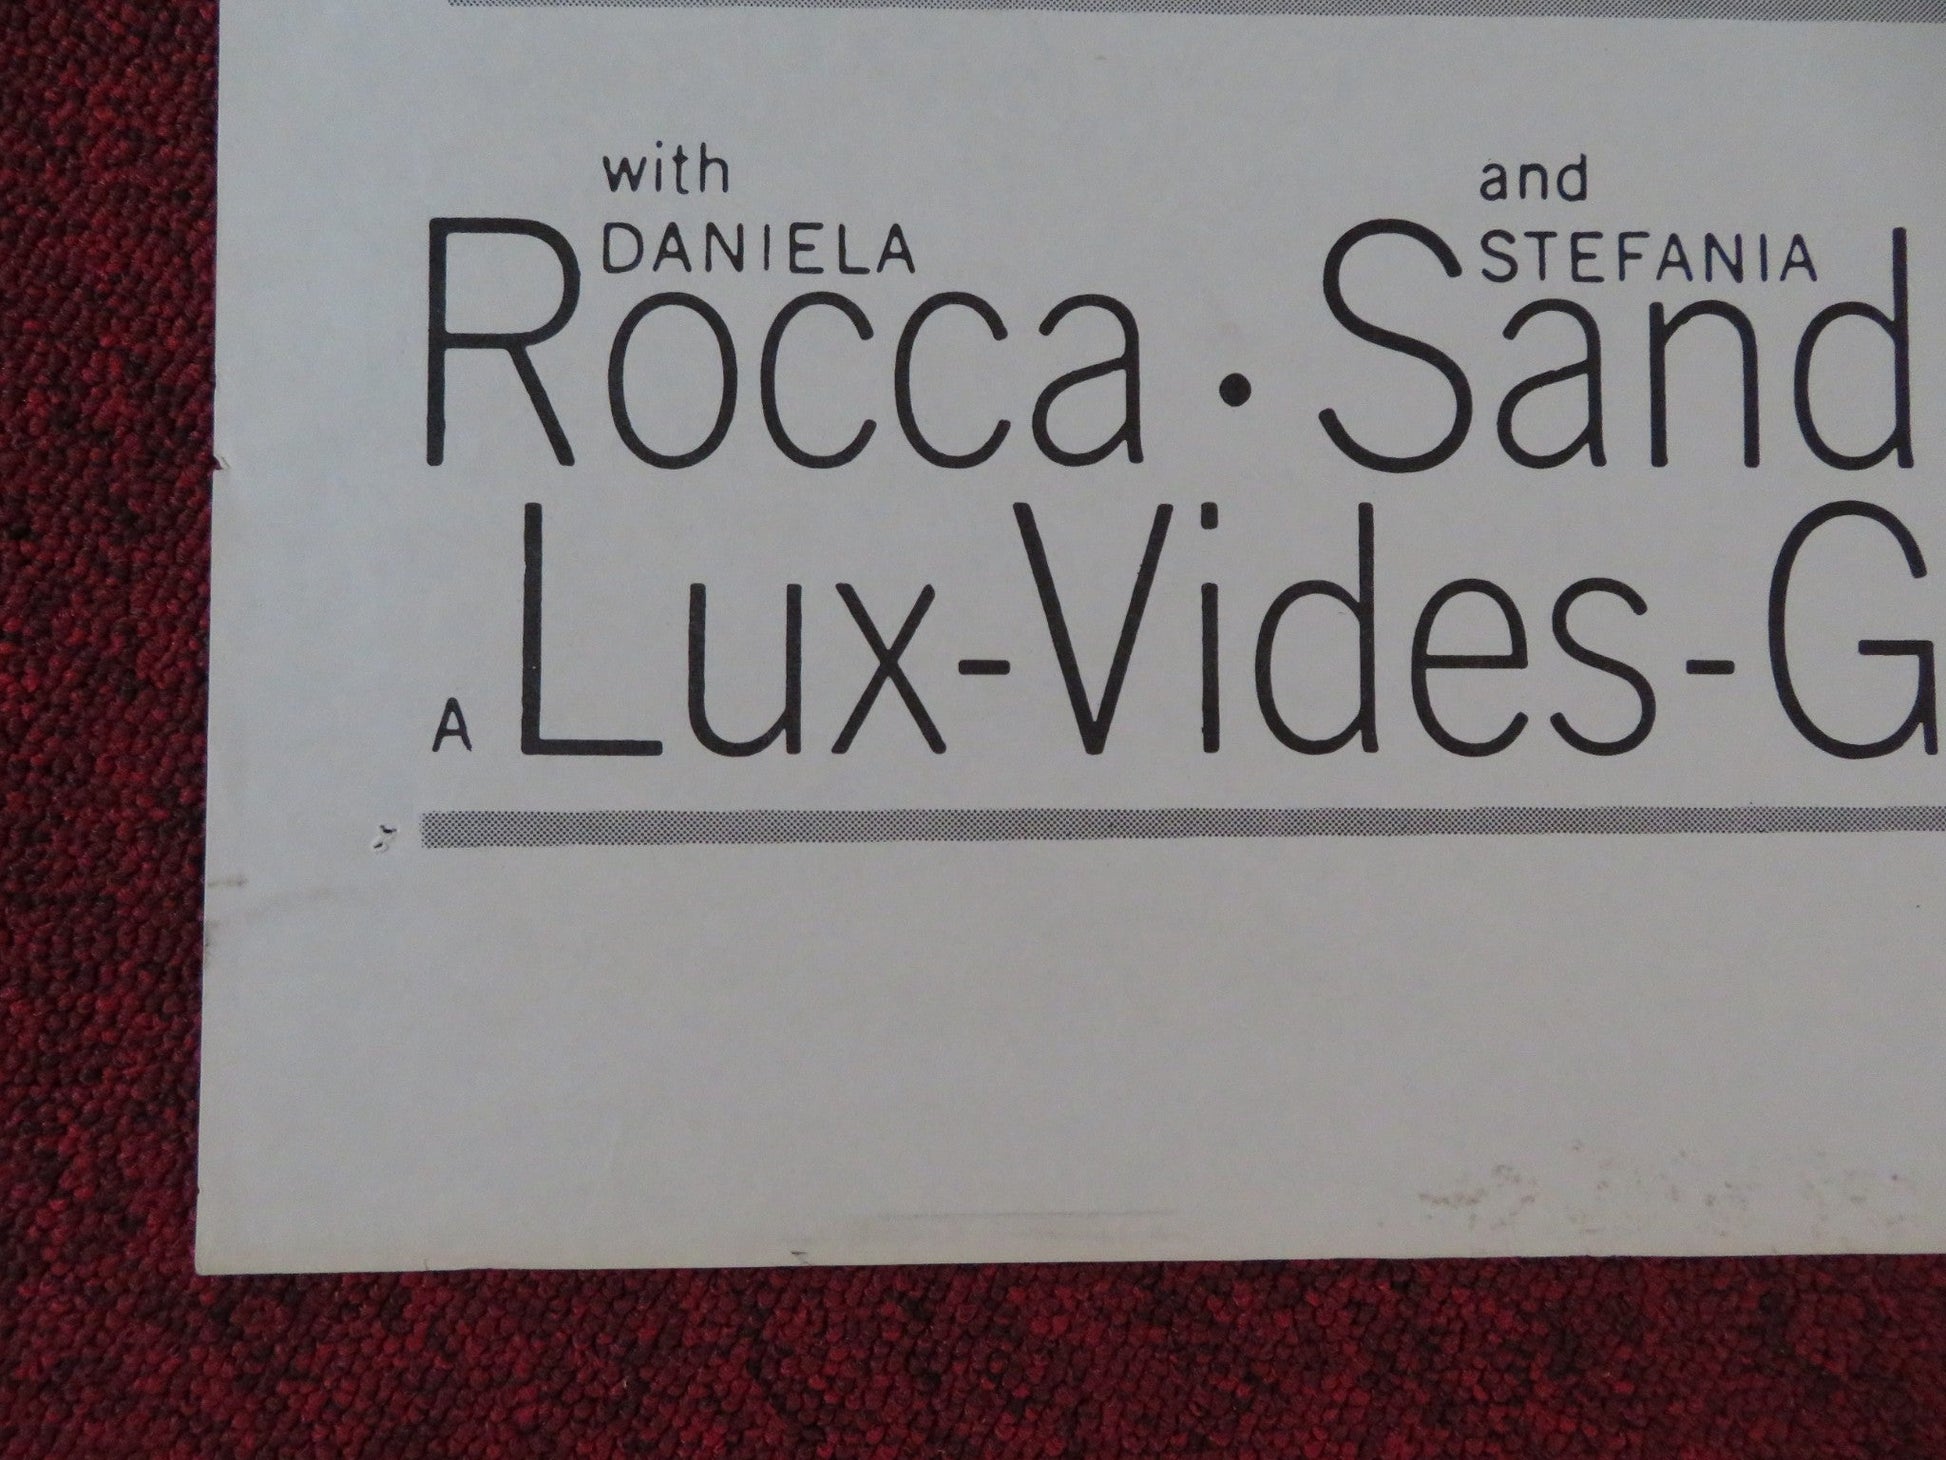 with and
DANIELA STEFANIA
Rocca • Sand
A Lux-Vides-G